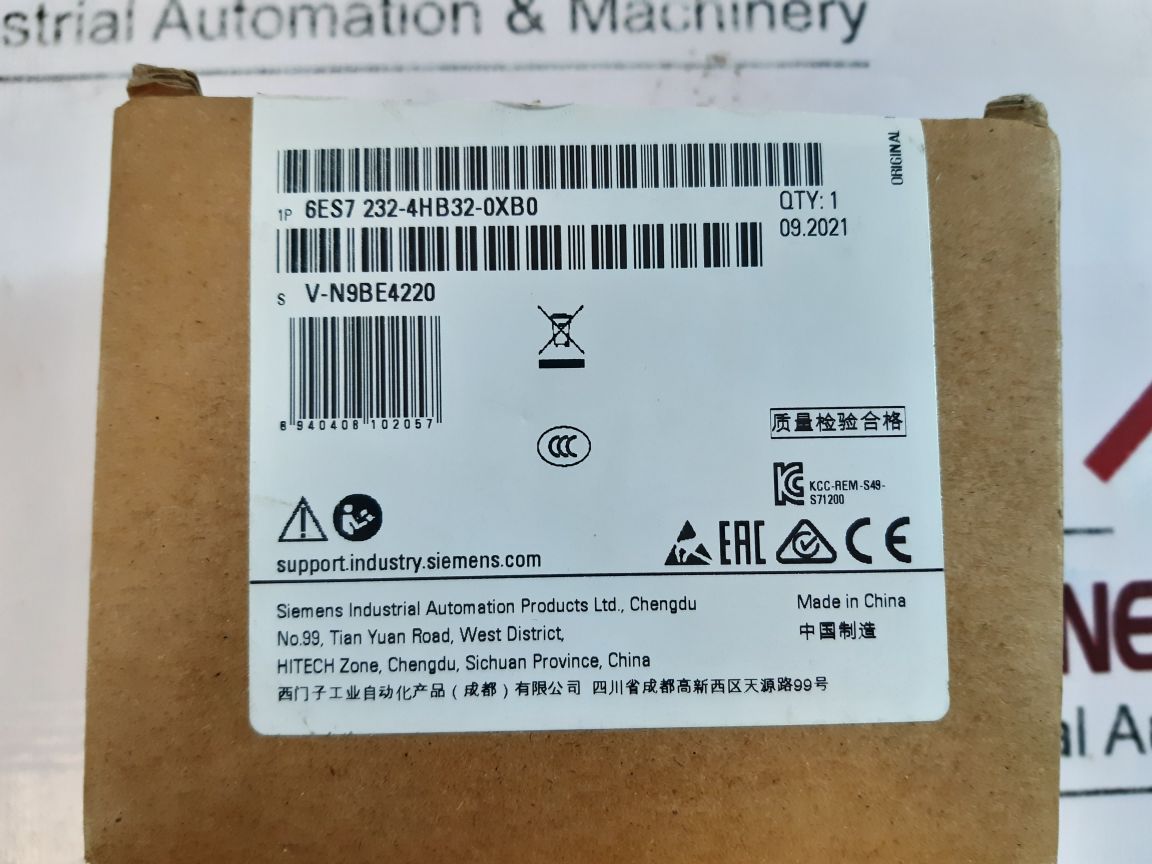 strial Automation & Machinery
ORIGINAL
1P 6ES7 232-4HB32-0XB0
QTY: 1
09.2021
S V-N9BE4220
8 940408 102057
质量检验合格
KCC-REM-S49-
S71200
EAC
CE
support.industry.siemens.com
Siemens Industrial Automation Products Ltd., Chengdu
No.99, Tian Yuan Road, West District,
HITECH Zone, Chengdu, Sichuan Province, China
西门子工业自动化产品（成都）有限公司 四川省成都高新西区天源路99号
Made in China
中国制造